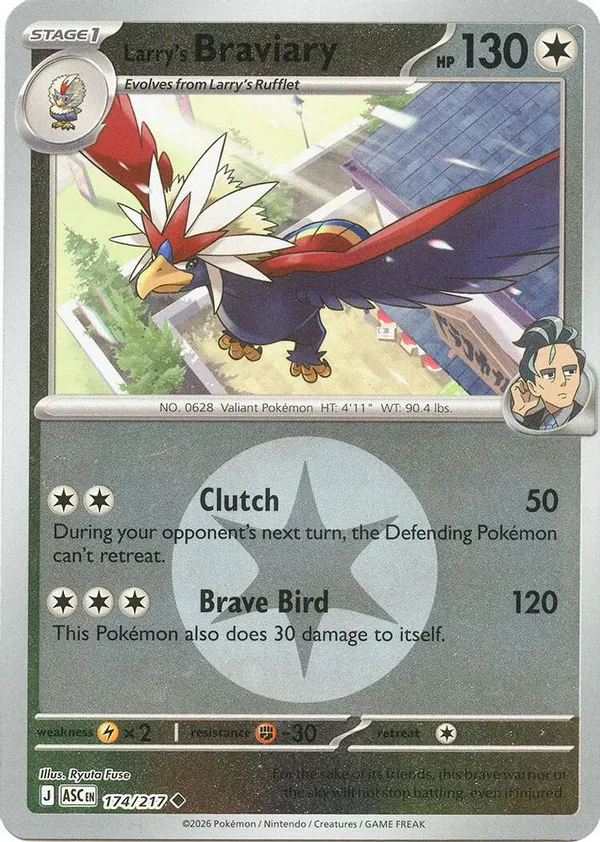 STAGE 1
Larry's Braviary
HP 130
Evolves from Larry's Rufflet
NO. 0628 Valiant Pokémon HT: 4'11" WT: 90.4 lbs.
Clutch 50
During your opponent's next turn, the Defending Pokémon
can't retreat.
Brave Bird 120
This Pokémon also does 30 damage to itself.
weakness ×2 resistance -30 retreat
Illus. Ryuta Fuse
For the sake of its friends, this brave warrior of
the sky will not stop battling, even if injured.
J ASC EN 174/217
©2026 Pokémon / Nintendo / Creatures / GAME FREAK